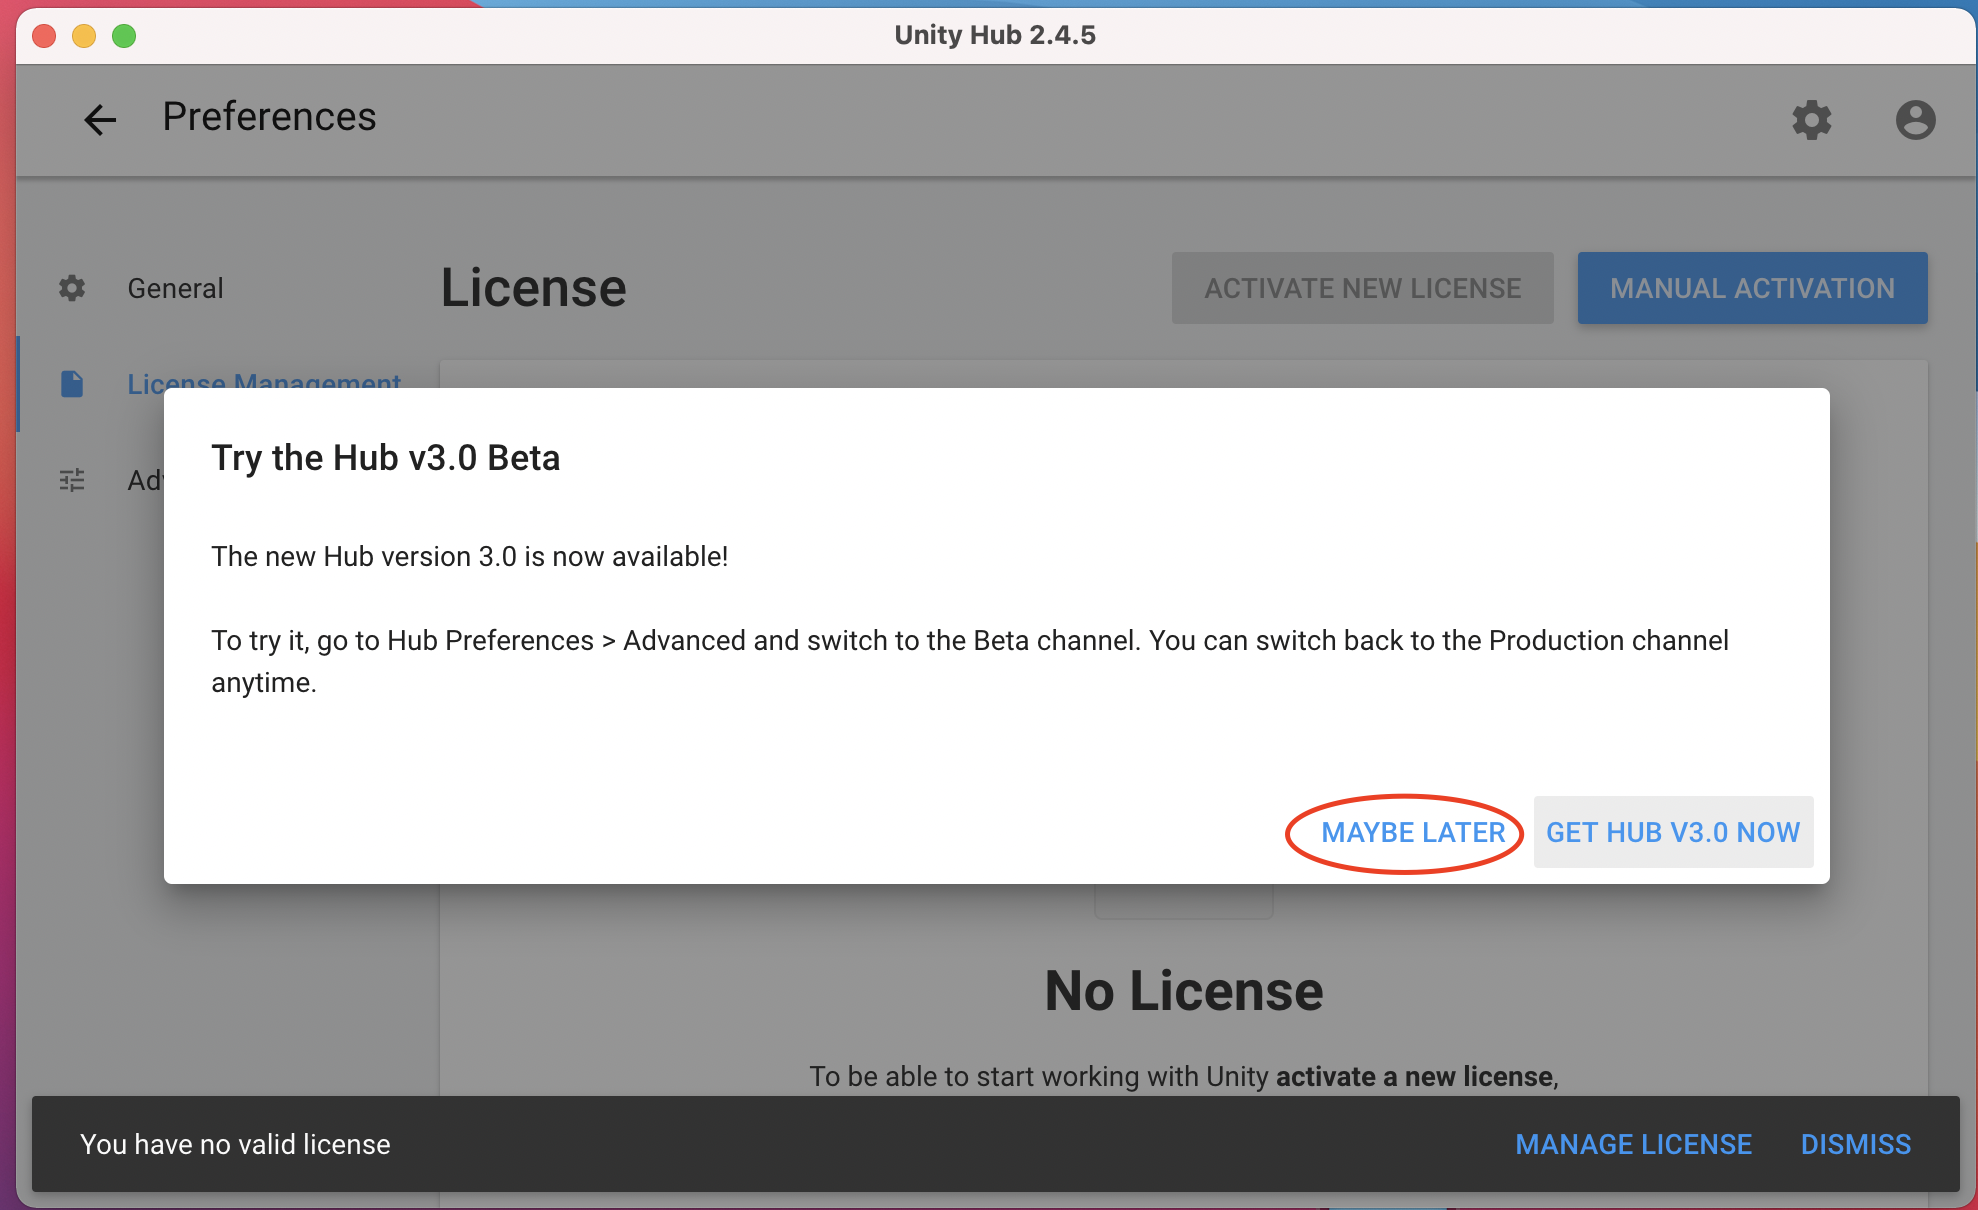 Unity Hub 2.4.5
Preferences
General
License
ACTIVATE NEW LICENSE
MANUAL ACTIVATION
License Management
Try the Hub v3.0 Beta
The new Hub version 3.0 is now available!
To try it, go to Hub Preferences > Advanced and switch to the Beta channel. You can switch back to the Production channel
anytime.
MAYBE LATER
GET HUB V3.0 NOW
No License
To be able to start working with Unity activate a new license,
You have no valid license
MANAGE LICENSE
DISMISS